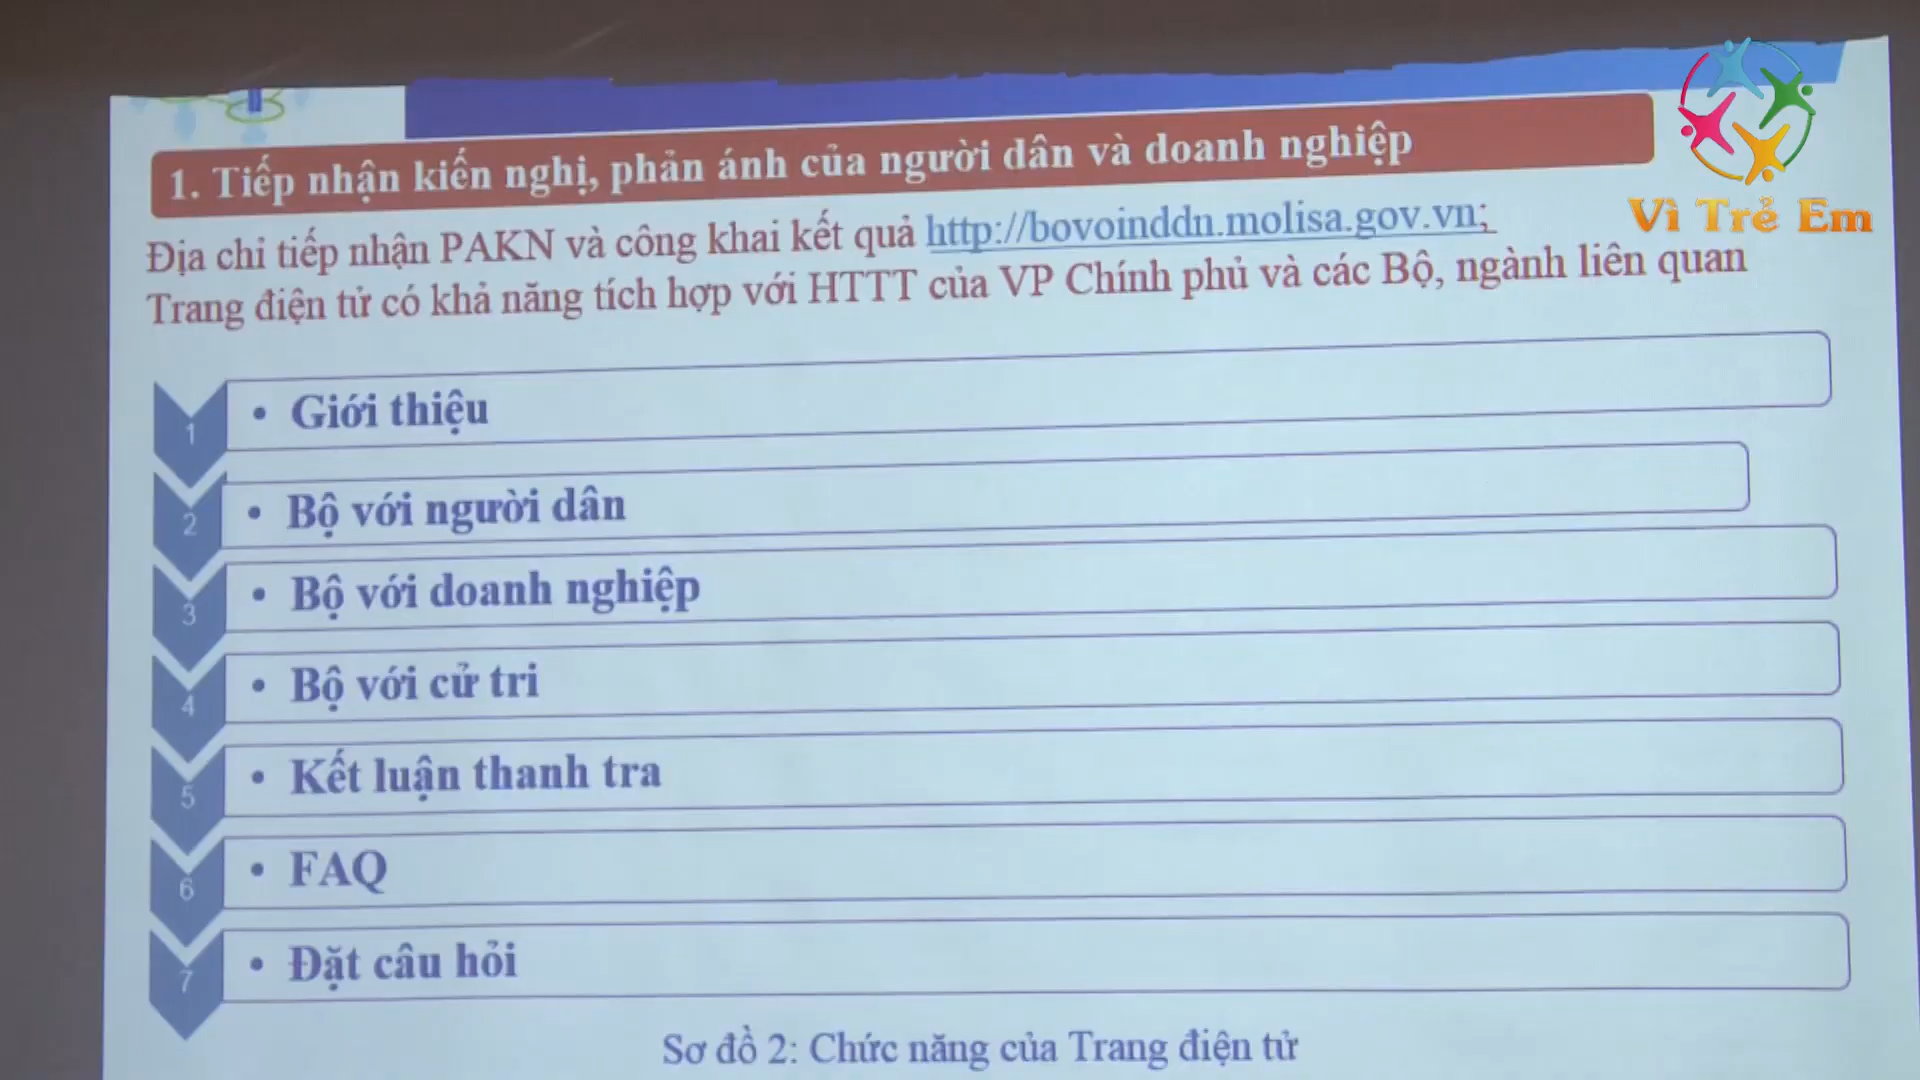 1. Tiếp nhận kiến nghị, phản ánh của người dân và doanh nghiệp
Vì Trẻ Em
Địa chỉ tiếp nhận PAKN và công khai kết quả http://bovoinddn.molisa.gov.vn;
Trang điện tử có khả năng tích hợp với HTTT của VP Chính phủ và các Bộ, ngành liên quan
1 • Giới thiệu
2 • Bộ với người dân
3 • Bộ với doanh nghiệp
4 • Bộ với cử tri
5 • Kết luận thanh tra
6 • FAQ
7 • Đặt câu hỏi
Sơ đồ 2: Chức năng của Trang điện tử